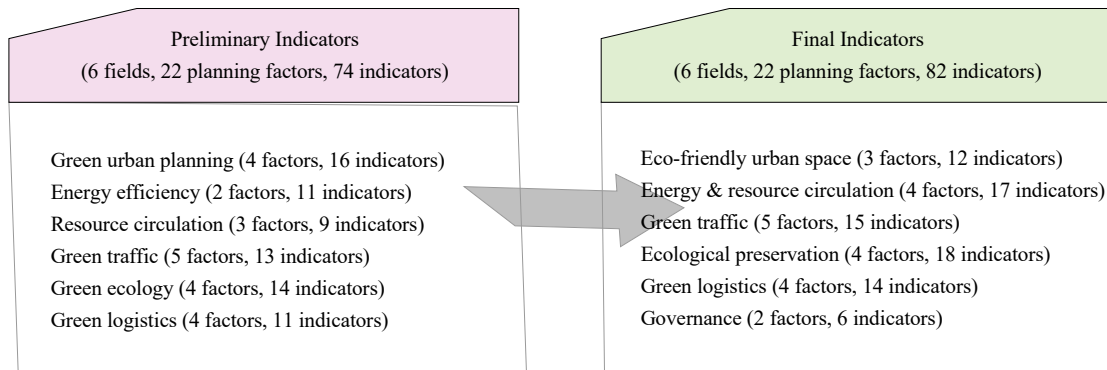 Preliminary Indicators
(6 fields, 22 planning factors, 74 indicators)
Green urban planning (4 factors, 16 indicators)
Energy efficiency (2 factors, 11 indicators)
Resource circulation (3 factors, 9 indicators)
Green traffic (5 factors, 13 indicators)
Green ecology (4 factors, 14 indicators)
Green logistics (4 factors, 11 indicators)
Final Indicators
(6 fields, 22 planning factors, 82 indicators)
Eco-friendly urban space (3 factors, 12 indicators)
Energy & resource circulation (4 factors, 17 indicators)
Green traffic (5 factors, 15 indicators)
Ecological preservation (4 factors, 18 indicators)
Green logistics (4 factors, 14 indicators)
Governance (2 factors, 6 indicators)